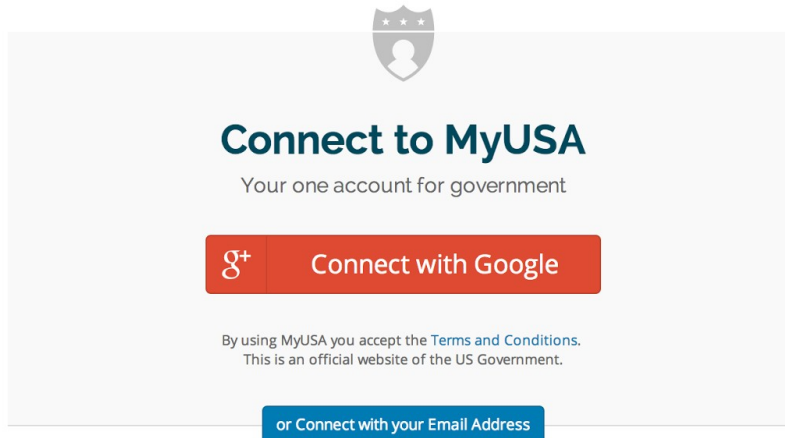 Connect to MyUSA
Your one account for government
g+ Connect with Google
By using MyUSA you accept the Terms and Conditions.
This is an official website of the US Government.
or Connect with your Email Address